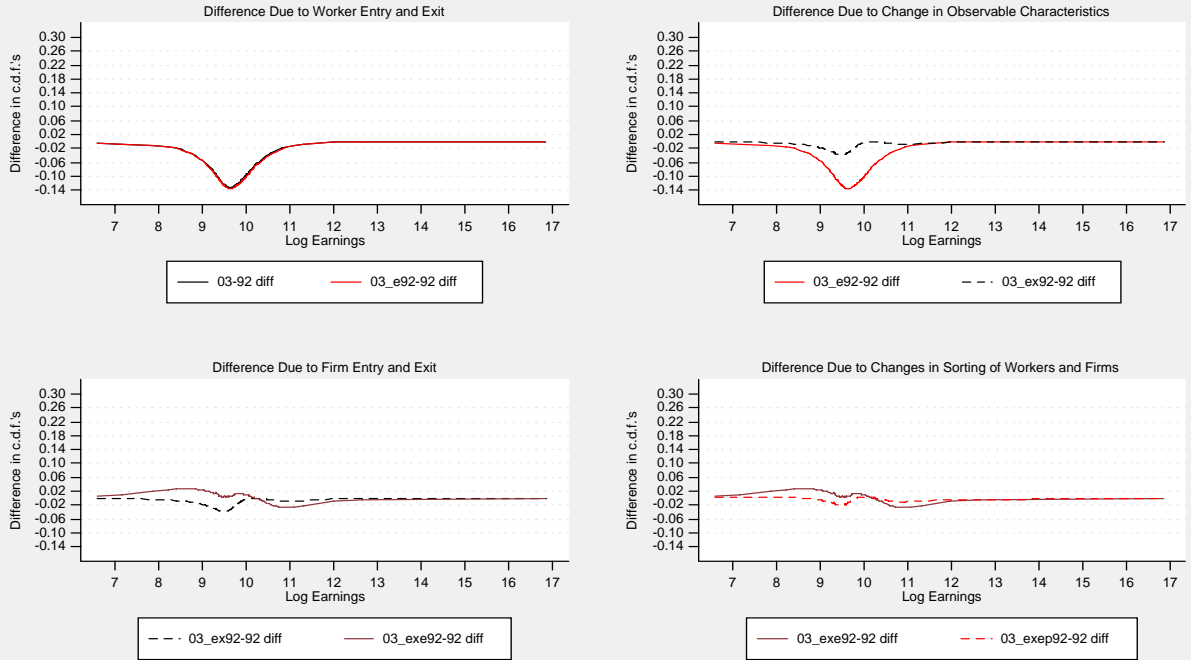 Difference Due to Worker Entry and Exit
Difference in c.d.f.'s
0.30
0.26
0.22
0.18
0.14
0.10
0.06
0.02
-0.02
-0.06
-0.10
-0.14
7 8 9 10 11 12 13 14 15 16 17
Log Earnings
03-92 diff 03_e92-92 diff
Difference Due to Change in Observable Characteristics
Difference in c.d.f.'s
0.30
0.26
0.22
0.18
0.14
0.10
0.06
0.02
-0.02
-0.06
-0.10
-0.14
7 8 9 10 11 12 13 14 15 16 17
Log Earnings
03_e92-92 diff 03_ex92-92 diff
Difference Due to Firm Entry and Exit
Difference in c.d.f.'s
0.30
0.26
0.22
0.18
0.14
0.10
0.06
0.02
-0.02
-0.06
-0.10
-0.14
7 8 9 10 11 12 13 14 15 16 17
Log Earnings
03_ex92-92 diff 03_exe92-92 diff
Difference Due to Changes in Sorting of Workers and Firms
Difference in c.d.f.'s
0.30
0.26
0.22
0.18
0.14
0.10
0.06
0.02
-0.02
-0.06
-0.10
-0.14
7 8 9 10 11 12 13 14 15 16 17
Log Earnings
03_exe92-92 diff 03_exep92-92 diff